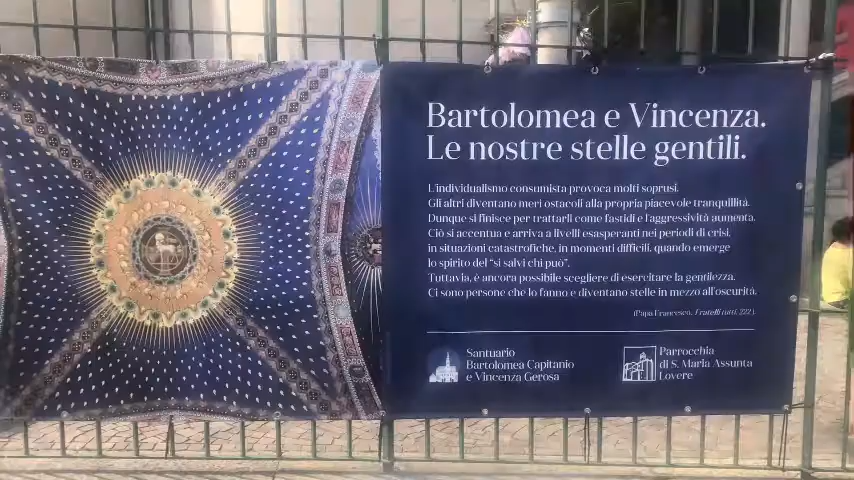 Bartolomea e Vincenza.
Le nostre stelle gentili.
L'individualismo consumista provoca molti soprusi.
Gli altri diventano meri ostacoli alla propria piacevole tranquillità.
Dunque si finisce per trattarli come fastidi e l'aggressività aumenta.
Ciò si accentua e arriva a livelli esasperanti nei periodi di crisi,
in situazioni catastrofiche, in momenti difficili, quando emerge
lo spirito del "si salvi chi può".
Tuttavia, è ancora possibile scegliere di esercitare la gentilezza.
Ci sono persone che lo fanno e diventano stelle in mezzo all'oscurità.
(Papa Francesco, Fratelli tutti, 222)
Santuario
Bartolomea Capitanio
e Vincenza Gerosa
Parrocchia
di S. Maria Assunta
Lovere